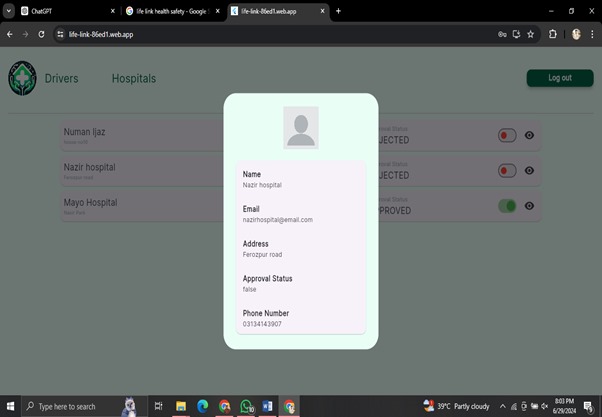 ChatGPT
life link health safety - Google
life-link-86ed1.web.app
life-link-86ed1.web.app
Drivers Hospitals Log out
Numan Ijaz
JECTED
Nazir hospital
Ferozpur road
JECTED
Mayo Hospital
PROVED
Name
Nazir hospital
Email
nazirhospital@email.com
Address
Ferozpur road
Approval Status
false
Phone Number
03134143907
Type here to search
39°C Partly cloudy
8:03 PM
6/29/2024